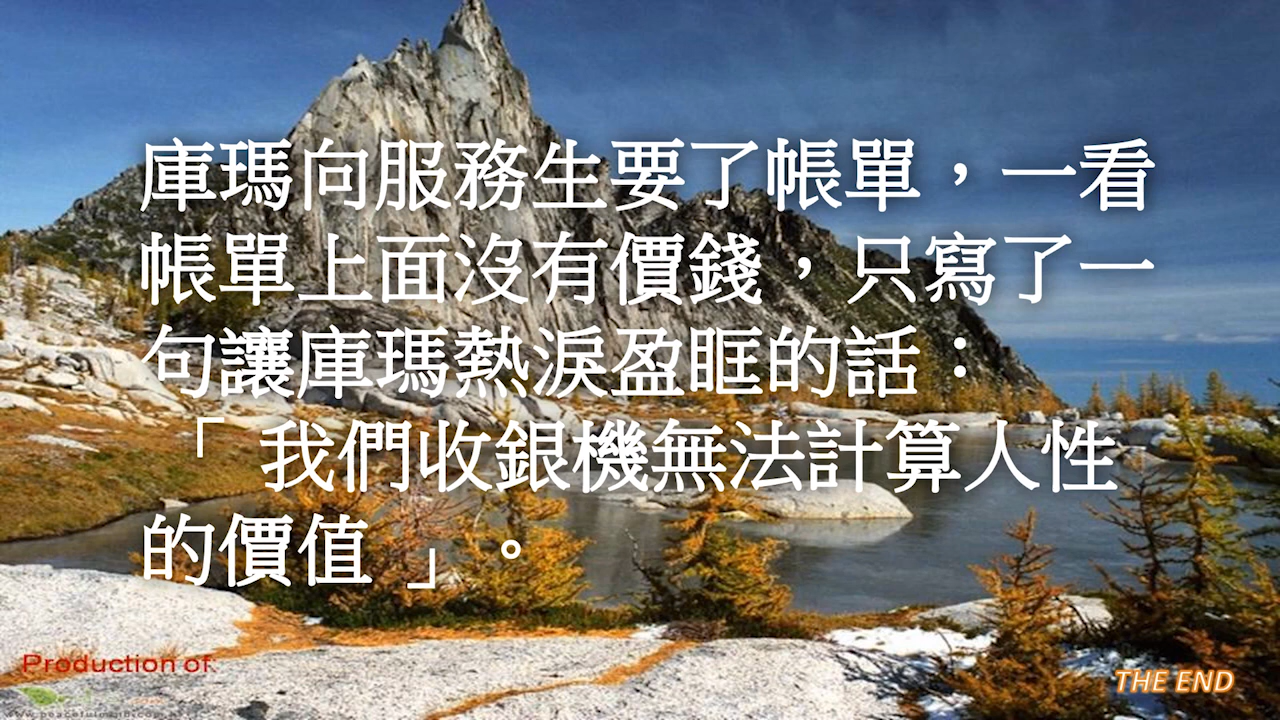 庫瑪向服務生要了帳單，一看
帳單上面沒有價錢，只寫了一
句讓庫瑪熱淚盈眶的話：
「 我們收銀機無法計算人性
的價值 」。
Production of
THE END